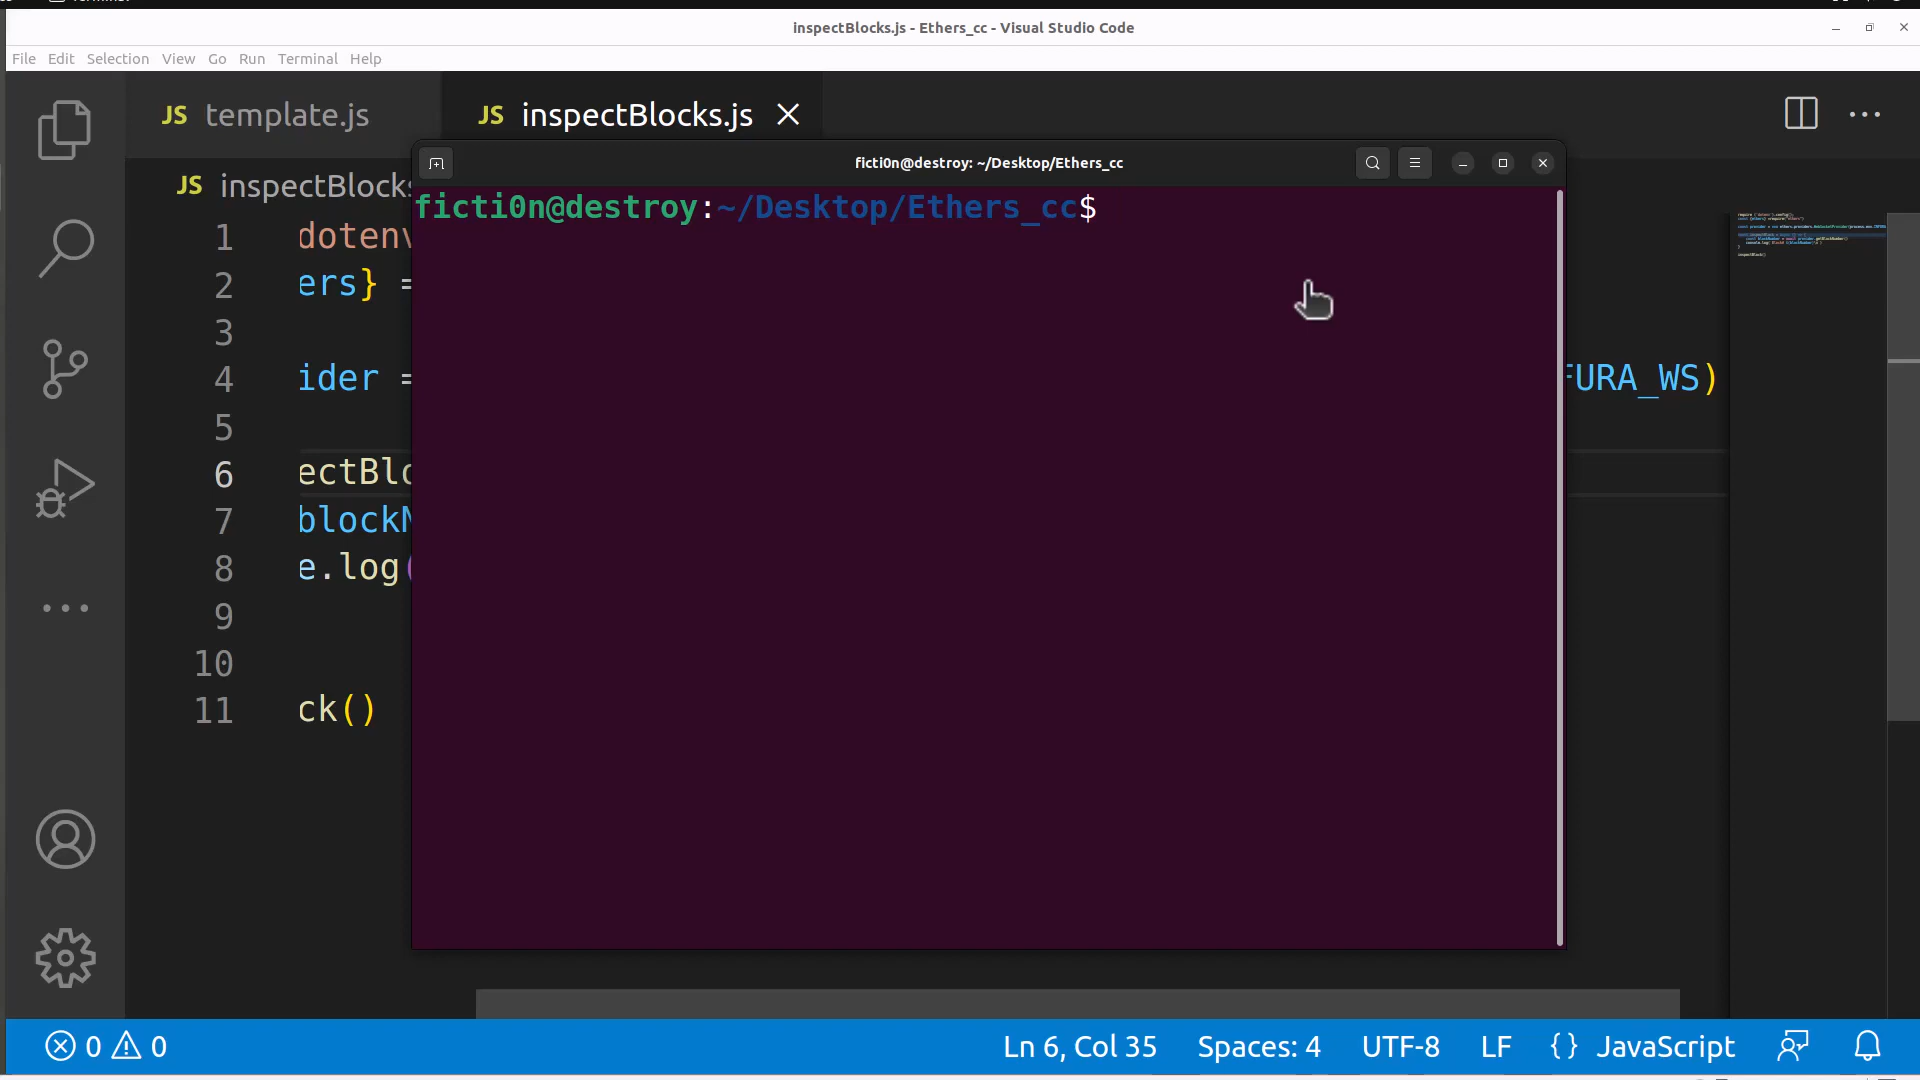 inspectBlocks.js - Ethers_cc - Visual Studio Code
File Edit Selection View Go Run Terminal Help
JS template.js JS inspectBlocks.js
ficti0n@destroy: ~/Desktop/Ethers_cc
JS inspectBlocks
ficti0n@destroy:~/Desktop/Ethers_cc$
1 dotenv
2 ers} =
3
4 ider = FURA_WS)
5
6 ectBlo
7 blockN
8 e.log(
9
10
11 ck()
0 0 Ln 6, Col 35 Spaces: 4 UTF-8 LF {} JavaScript